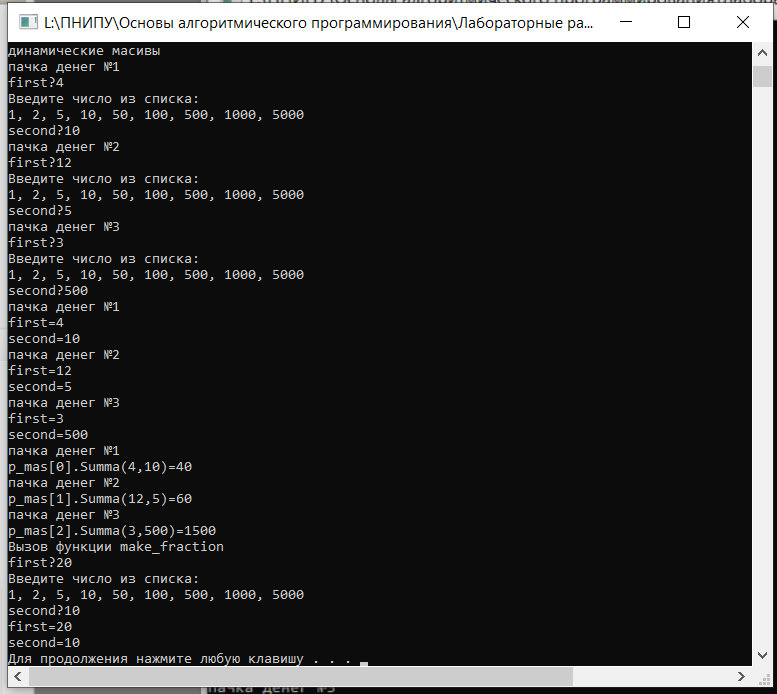 L:\ПНИПУ\Основы алгоритмического программирования\Лабораторные ра...
динамические масивы
пачка денег №1
first?4
Введите число из списка:
1, 2, 5, 10, 50, 100, 500, 1000, 5000
second?10
пачка денег №2
first?12
Введите число из списка:
1, 2, 5, 10, 50, 100, 500, 1000, 5000
second?5
пачка денег №3
first?3
Введите число из списка:
1, 2, 5, 10, 50, 100, 500, 1000, 5000
second?500
пачка денег №1
first=4
second=10
пачка денег №2
first=12
second=5
пачка денег №3
first=3
second=500
пачка денег №1
p_mas[0].Summa(4,10)=40
пачка денег №2
p_mas[1].Summa(12,5)=60
пачка денег №3
p_mas[2].Summa(3,500)=1500
Вызов функции make_fraction
first?20
Введите число из списка:
1, 2, 5, 10, 50, 100, 500, 1000, 5000
second?10
first=20
second=10
Для продолжения нажмите любую клавишу . . .
пачка денег №3